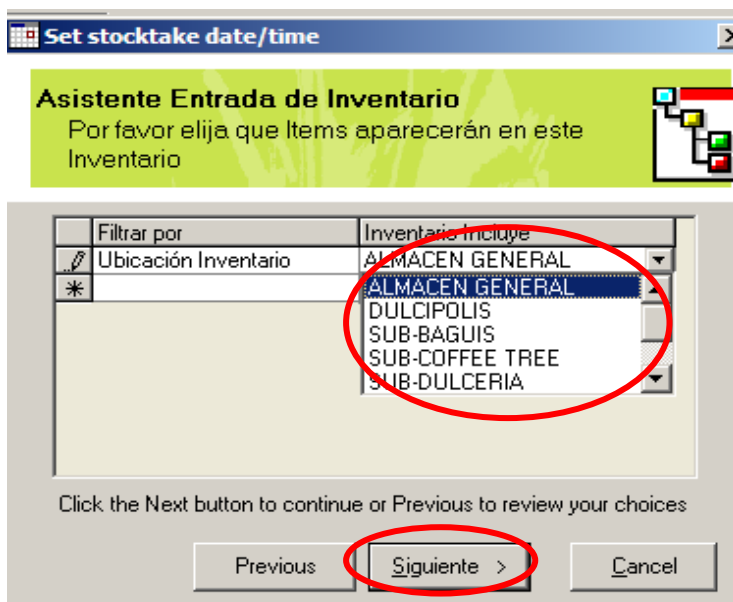 Set stocktake date/time
Asistente Entrada de Inventario
Por favor elija que Items aparecerán en este
Inventario
Filtrar por Inventario Incluye
Ubicación Inventario ALMACEN GENERAL
ALMACEN GENERAL
DULCIPOLIS
SUB-BAGUIS
SUB-COFFEE TREE
SUB-DULCERIA
Click the Next button to continue or Previous to review your choices
Previous Siguiente > Cancel